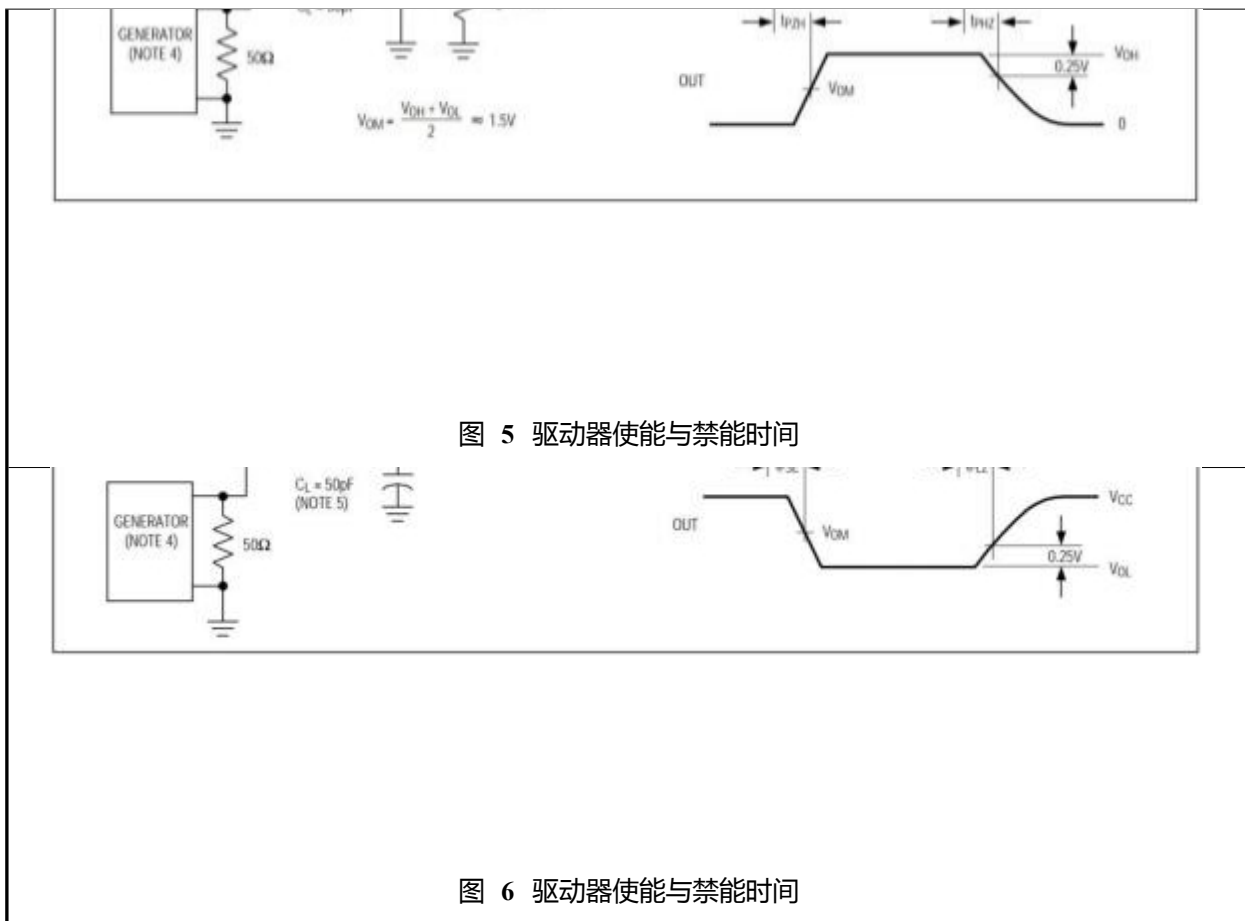 GENERATOR
(NOTE 4)
50Ω
V_OM = (V_OH + V_OL) / 2 ≈ 1.5V
t_PZH
t_PHZ
OUT
V_OM
V_OH
0.25V
0
图 5 驱动器使能与禁能时间
GENERATOR
(NOTE 4)
50Ω
C_L = 50pF
(NOTE 5)
OUT
V_OM
V_CC
0.25V
V_OL
图 6 驱动器使能与禁能时间